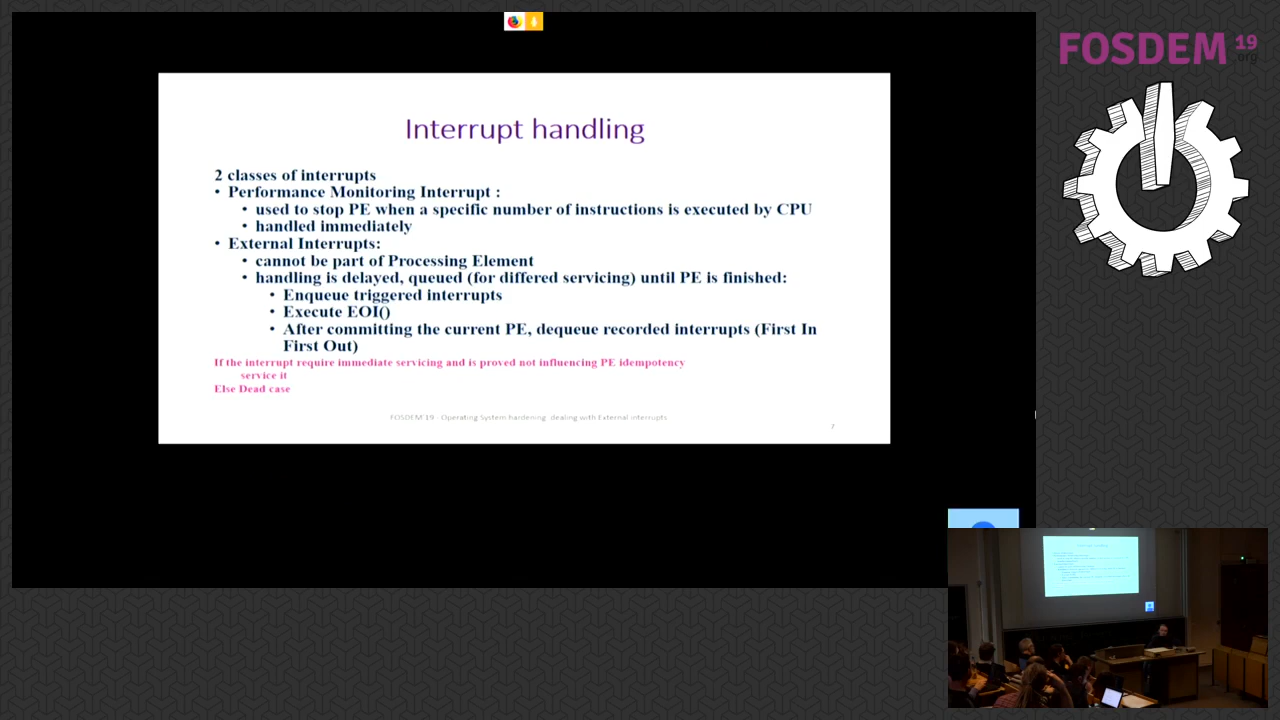 FOSDEM 19
.org
Interrupt handling
2 classes of interrupts
• Performance Monitoring Interrupt :
• used to stop PE when a specific number of instructions is executed by CPU
• handled immediately
• External Interrupts:
• cannot be part of Processing Element
• handling is delayed, queued (for differed servicing) until PE is finished:
• Enqueue triggered interrupts
• Execute EOI()
• After committing the current PE, dequeue recorded interrupts (First In
First Out)
If the interrupt require immediate servicing and is proved not influencing PE idempotency
service it
Else Dead case
FOSDEM'19 - Operating System hardening: dealing with External interrupts
7